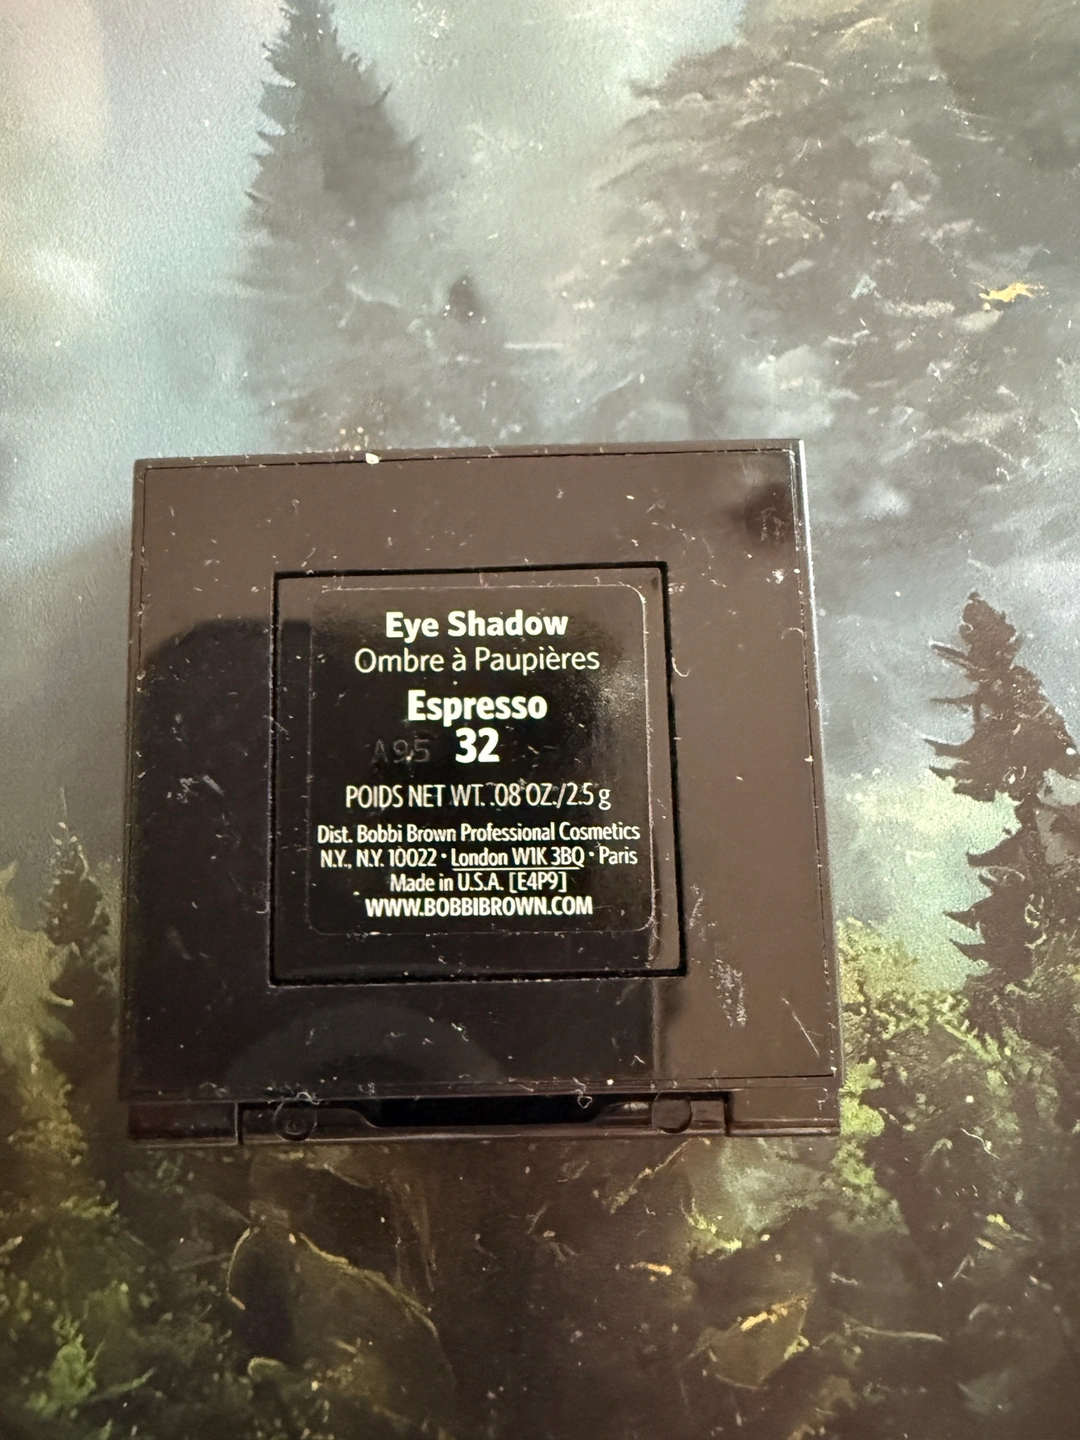 Eye Shadow
Ombre à Paupières
Espresso
A95 32
POIDS NET WT. .08 OZ./2.5 g
Dist. Bobbi Brown Professional Cosmetics
N.Y., N.Y. 10022 • London W1K 3BQ • Paris
Made in U.S.A. [E4P9]
WWW.BOBBIBROWN.COM